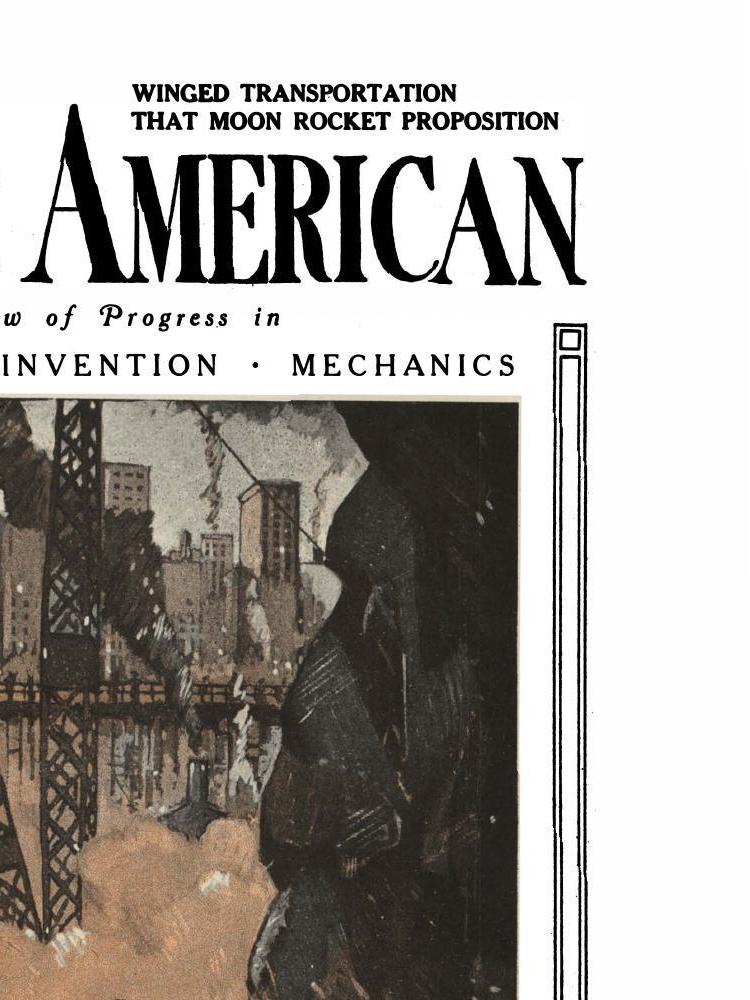 WINGED TRANSPORTATION
THAT MOON ROCKET PROPOSITION
AMERICAN
w of Progress in
INVENTION · MECHANICS